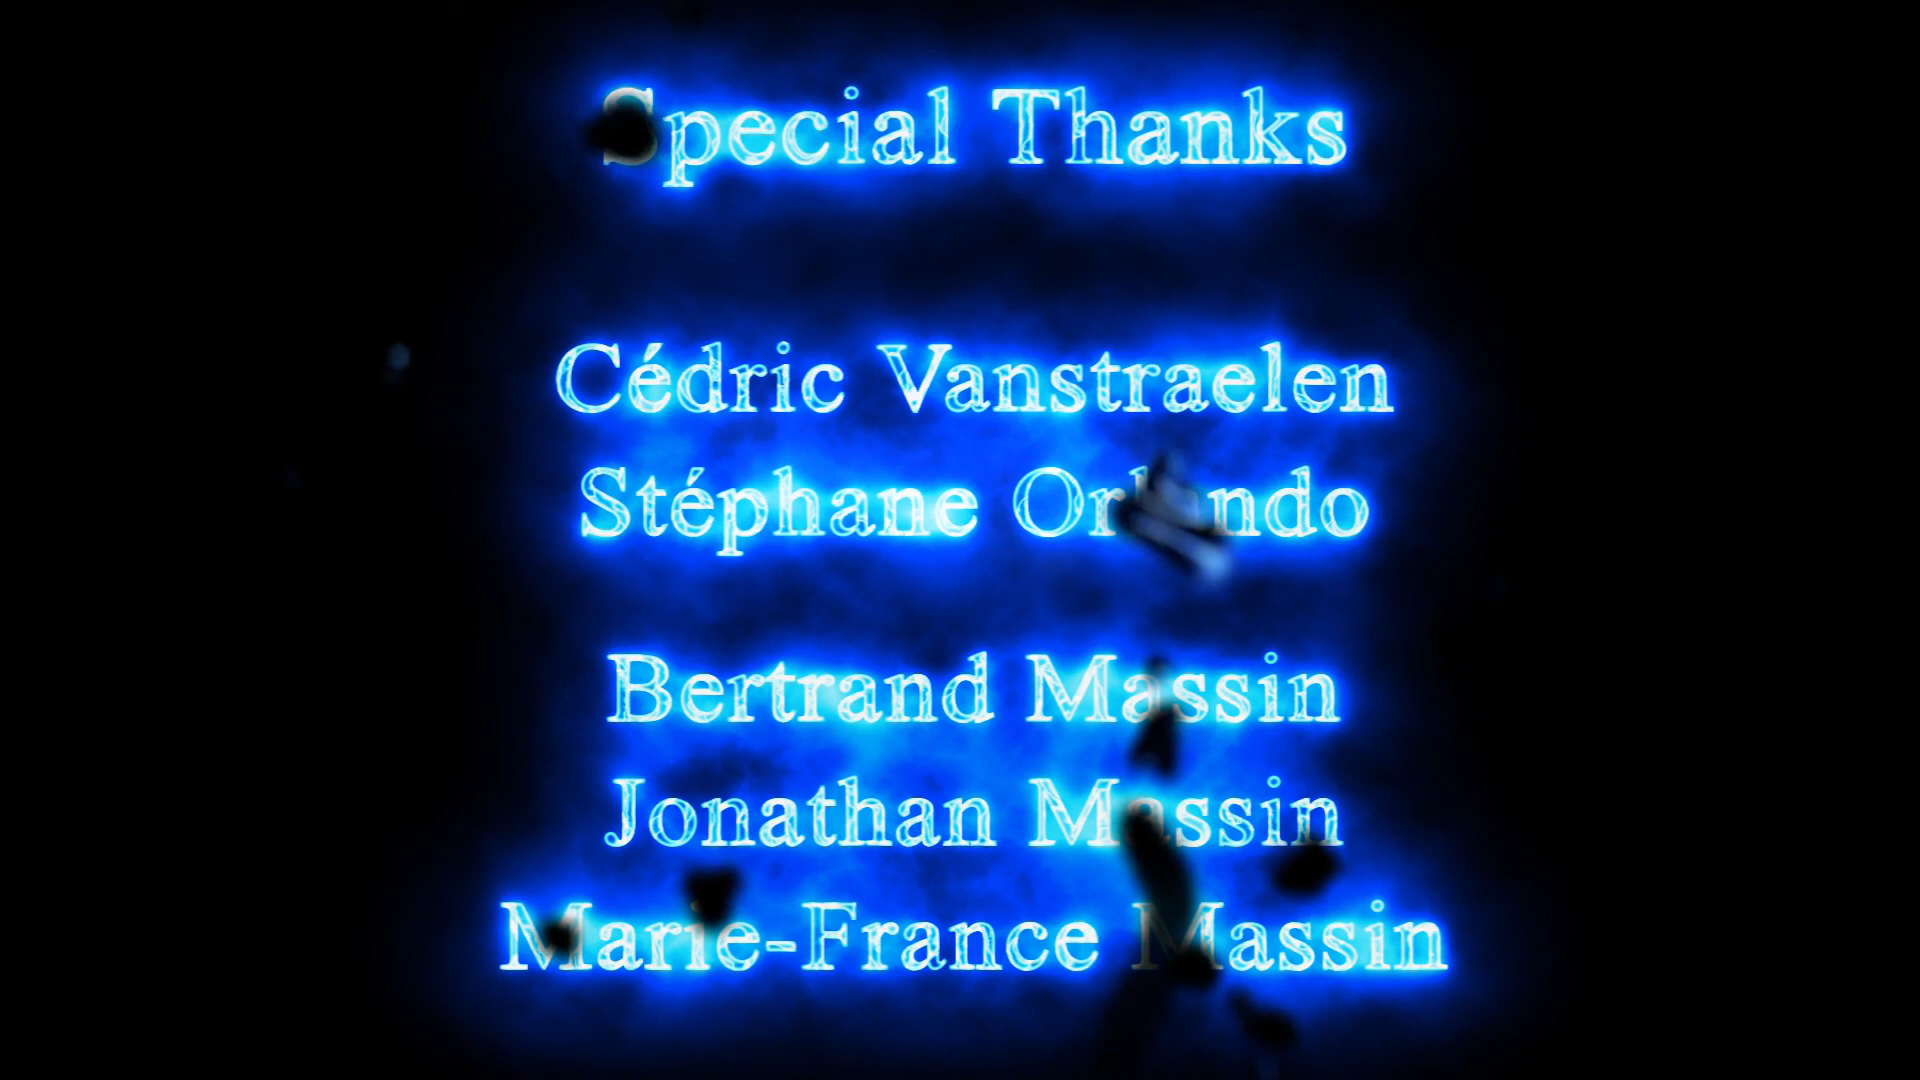 Special Thanks
Cédric Vanstraelen
Stéphane Orlando
Bertrand Massin
Jonathan Massin
Marie-France Massin